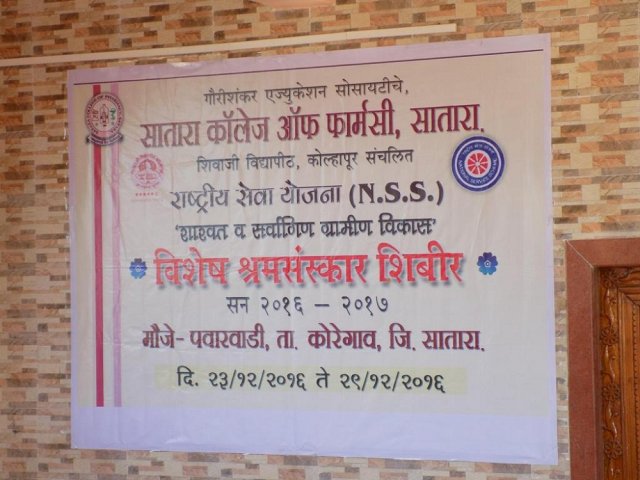 गौरीशंकर एज्युकेशन सोसायटीचे,
सातारा कॉलेज ऑफ फार्मसी, सातारा.
शिवाजी विद्यापीठ, कोल्हापूर संचलित
राष्ट्रीय सेवा योजना (N.S.S.)
'शाश्वत व सर्वांगिण ग्रामीण विकास'
विशेष श्रमसंस्कार शिबीर
सन २०१६ – २०१७
मौजे- पवारवाडी, ता. कोरेगाव, जि. सातारा.
दि. २३/१२/२०१६ ते २९/१२/२०१६